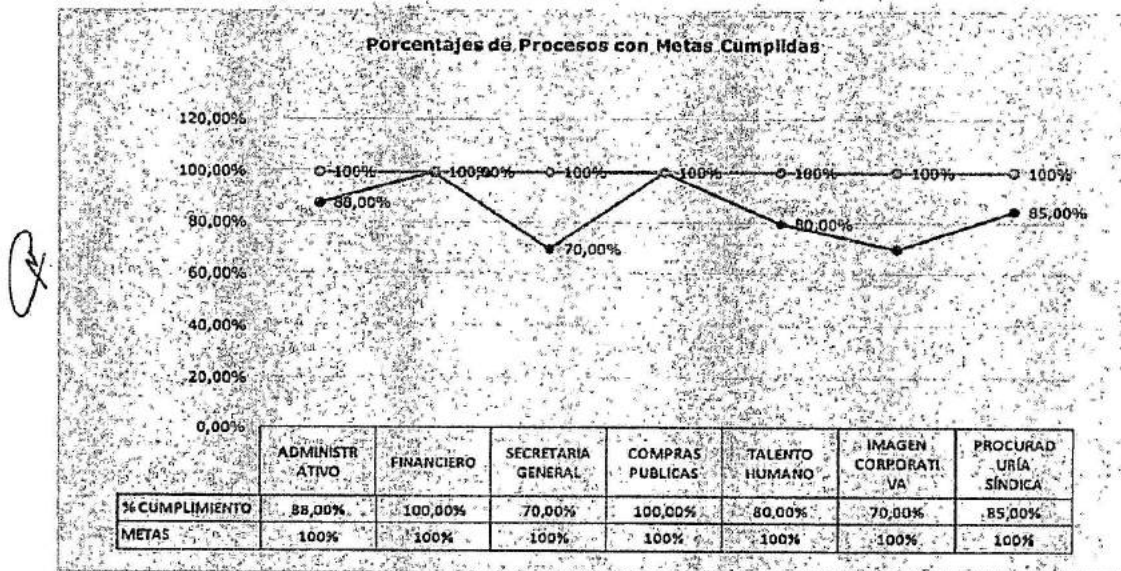 Porcentajes de Procesos con Metas Cumplidas
120,00%
100,00%
80,00%
60,00%
40,00%
20,00%
0,00%
100% 100,00% 100% 100% 100% 100% 100%
88,00% 70,00% 80,00% 85,00%
ADMINISTR
ATIVO
FINANCIERO
SECRETARIA
GENERAL
COMPRAS
PUBLICAS
TALENTO
HUMANO
IMAGEN
CORPORATI
VA
PROCURAD
URÍA
SÍNDICA
% CUMPLIMIENTO 88,00% 100,00% 70,00% 100,00% 80,00% 70,00% 85,00%
METAS 100% 100% 100% 100% 100% 100% 100%